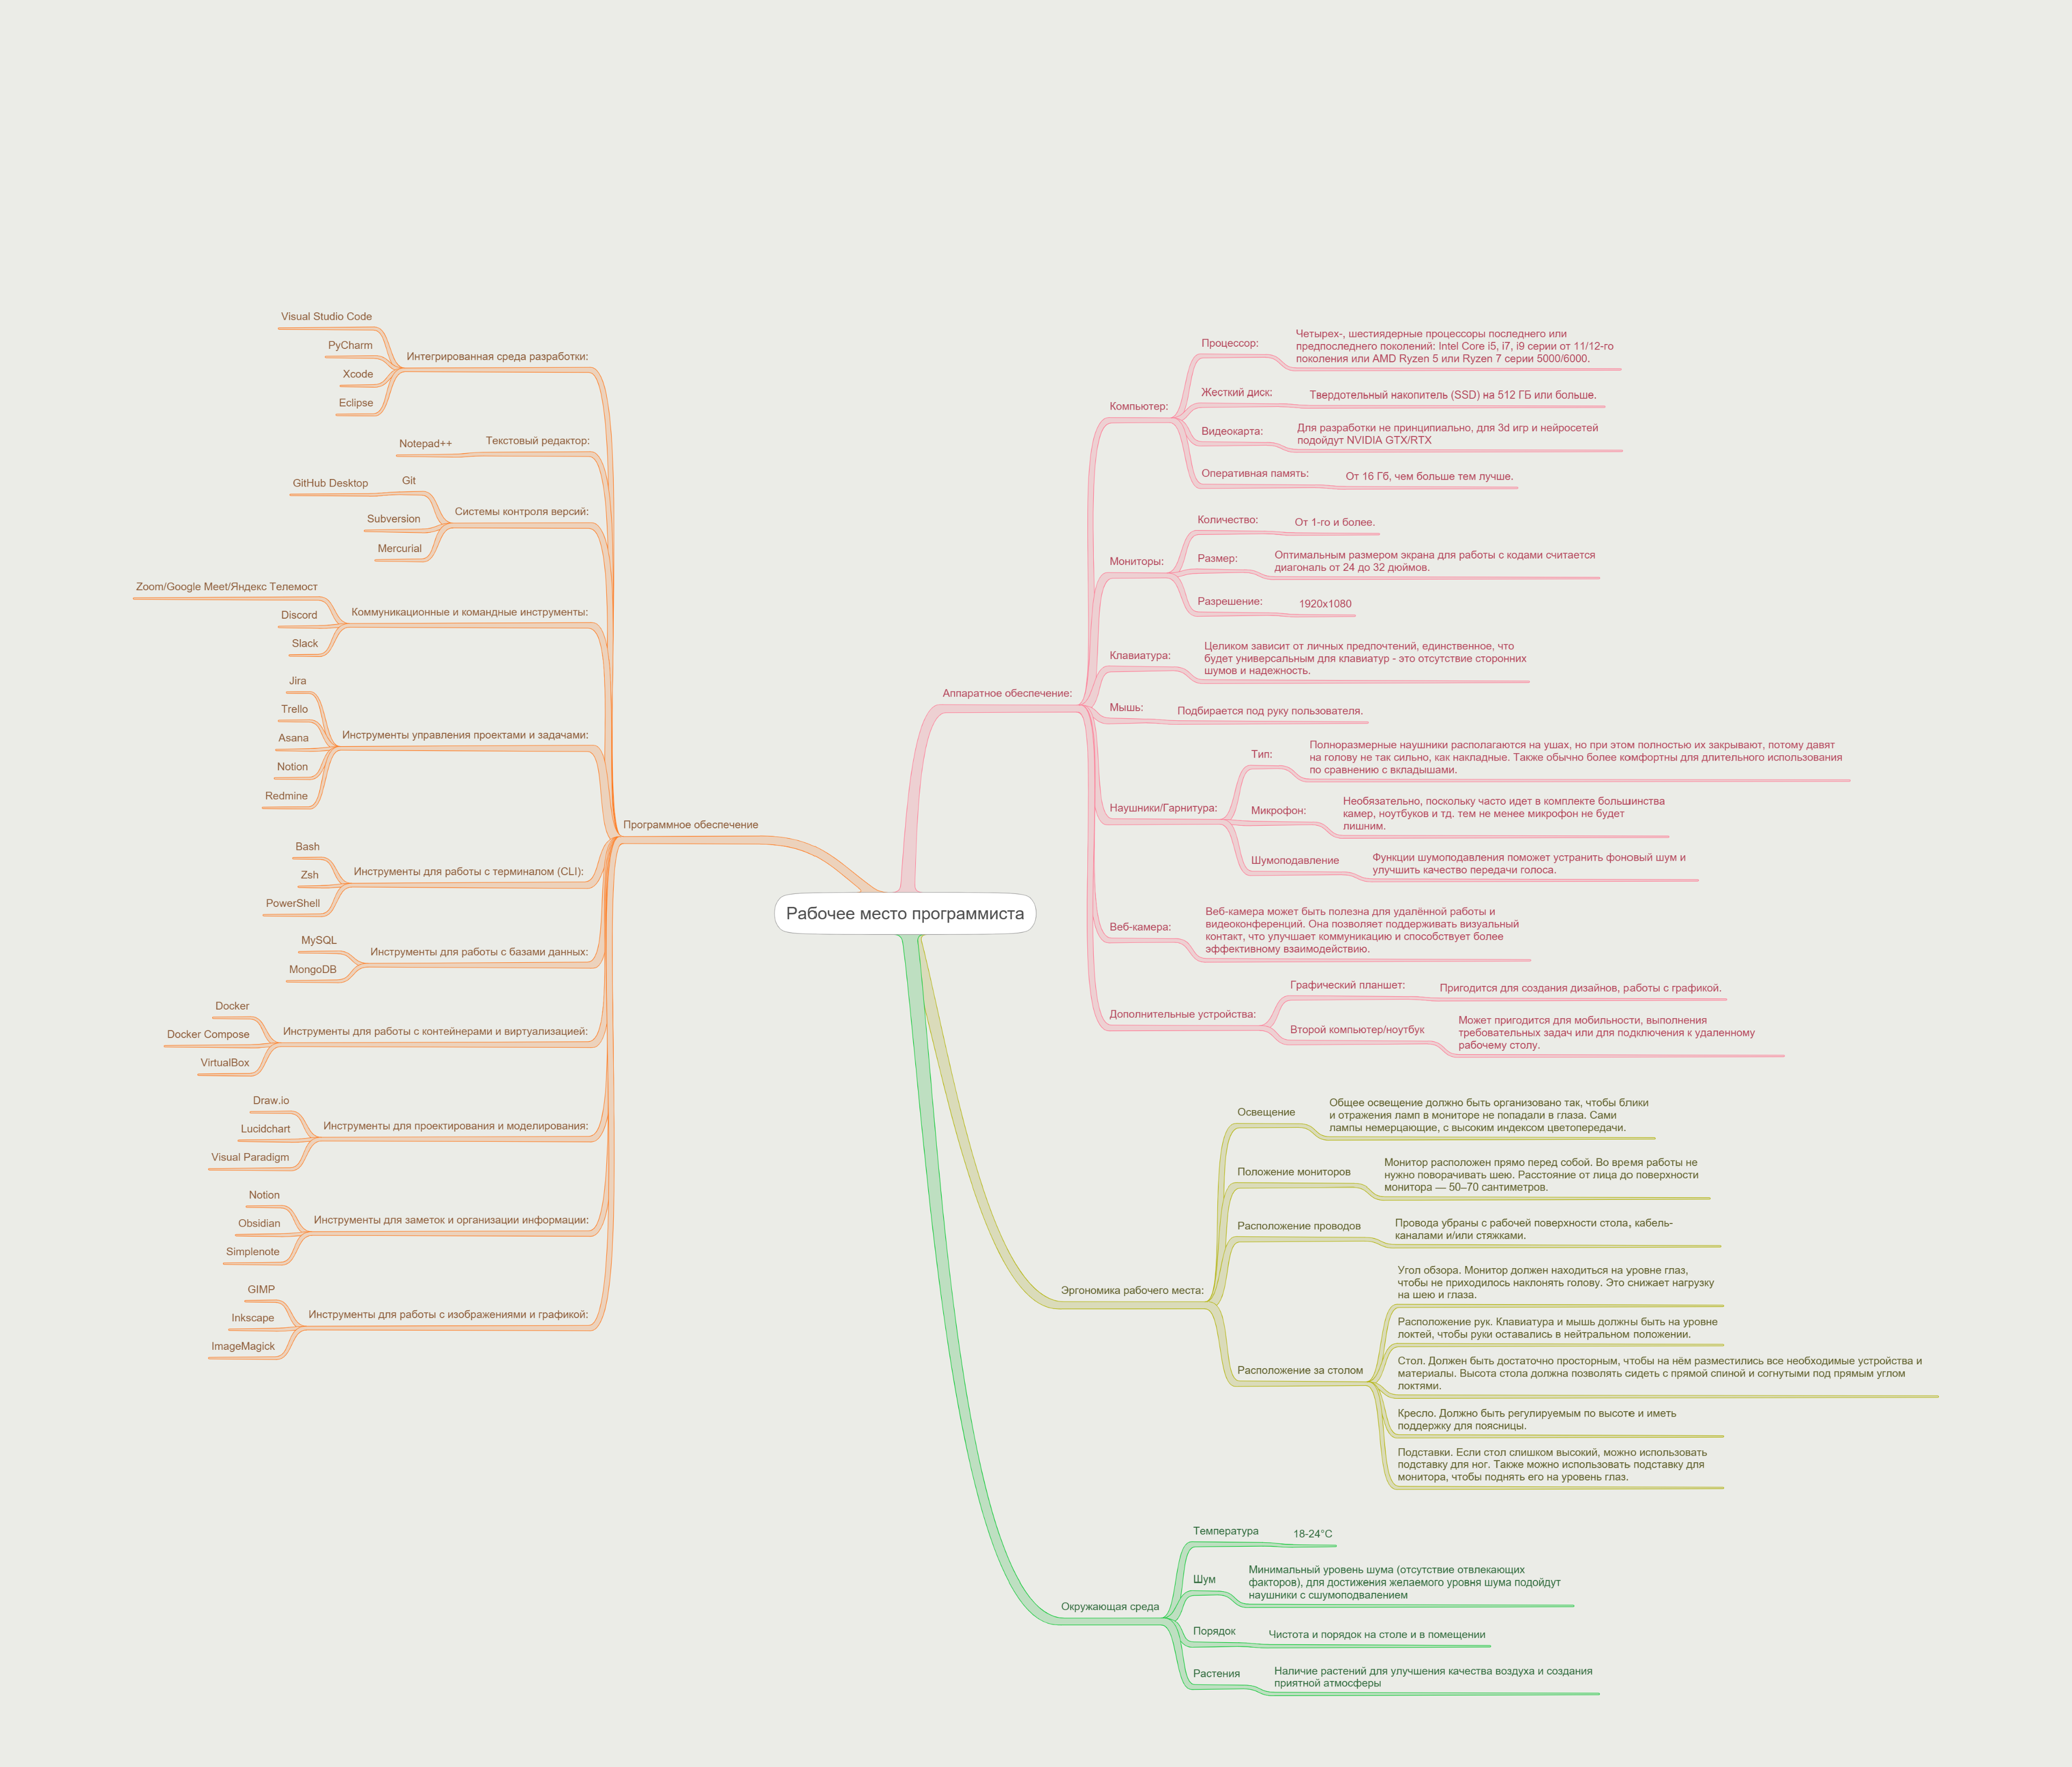 Рабочее место программиста
Программное обеспечение
Интегрированная среда разработки:
Visual Studio Code
PyCharm
Xcode
Eclipse
Текстовый редактор:
Notepad++
Системы контроля версий:
Git
GitHub Desktop
Subversion
Mercurial
Коммуникационные и командные инструменты:
Zoom/Google Meet/Яндекс Телемост
Discord
Slack
Инструменты управления проектами и задачами:
Jira
Trello
Asana
Notion
Redmine
Инструменты для работы с терминалом (CLI):
Bash
Zsh
PowerShell
Инструменты для работы с базами данных:
MySQL
MongoDB
Инструменты для работы с контейнерами и виртуализацией:
Docker
Docker Compose
VirtualBox
Инструменты для проектирования и моделирования:
Draw.io
Lucidchart
Visual Paradigm
Инструменты для заметок и организации информации:
Notion
Obsidian
Simplenote
Инструменты для работы с изображениями и графикой:
GIMP
Inkscape
ImageMagick
Аппаратное обеспечение:
Компьютер:
Процессор:
Четырех-, шестиядерные процессоры последнего или
предпоследнего поколений: Intel Core i5, i7, i9 серии от 11/12-го
поколения или AMD Ryzen 5 или Ryzen 7 серии 5000/6000.
Жесткий диск:
Твердотельный накопитель (SSD) на 512 ГБ или больше.
Видеокарта:
Для разработки не принципиально, для 3d игр и нейросетей
подойдут NVIDIA GTX/RTX
Оперативная память:
От 16 Гб, чем больше тем лучше.
Мониторы:
Количество:
От 1-го и более.
Размер:
Оптимальным размером экрана для работы с кодами считается
диагональ от 24 до 32 дюймов.
Разрешение:
1920x1080
Клавиатура:
Целиком зависит от личных предпочтений, единственное, что
будет универсальным для клавиатур - это отсутствие сторонних
шумов и надежность.
Мышь:
Подбирается под руку пользователя.
Наушники/Гарнитура:
Тип:
Полноразмерные наушники располагаются на ушах, но при этом полностью их закрывают, потому давят
на голову не так сильно, как накладные. Также обычно более комфортны для длительного использования
по сравнению с вкладышами.
Микрофон:
Необязательно, поскольку часто идет в комплекте большинства
камер, ноутбуков и тд. тем не менее микрофон не будет
лишним.
Шумоподавление
Функции шумоподавления поможет устранить фоновый шум и
улучшить качество передачи голоса.
Веб-камера:
Веб-камера может быть полезна для удалённой работы и
видеоконференций. Она позволяет поддерживать визуальный
контакт, что улучшает коммуникацию и способствует более
эффективному взаимодействию.
Дополнительные устройства:
Графический планшет:
Пригодится для создания дизайнов, работы с графикой.
Второй компьютер/ноутбук
Может пригодится для мобильности, выполнения
требовательных задач или для подключения к удаленному
рабочему столу.
Эргономика рабочего места:
Освещение
Общее освещение должно быть организовано так, чтобы блики
и отражения ламп в мониторе не попадали в глаза. Сами
лампы немерцающие, с высоким индексом цветопередачи.
Положение мониторов
Монитор расположен прямо перед собой. Во время работы не
нужно поворачивать шею. Расстояние от лица до поверхности
монитора — 50–70 сантиметров.
Расположение проводов
Провода убраны с рабочей поверхности стола, кабель-
каналами и/или стяжками.
Расположение за столом
Угол обзора. Монитор должен находиться на уровне глаз,
чтобы не приходилось наклонять голову. Это снижает нагрузку
на шею и глаза.
Расположение рук. Клавиатура и мышь должны быть на уровне
локтей, чтобы руки оставались в нейтральном положении.
Стол. Должен быть достаточно просторным, чтобы на нём разместились все необходимые устройства и
материалы. Высота стола должна позволять сидеть с прямой спиной и согнутыми под прямым углом
локтями.
Кресло. Должно быть регулируемым по высоте и иметь
поддержку для поясницы.
Подставки. Если стол слишком высокий, можно использовать
подставку для ног. Также можно использовать подставку для
монитора, чтобы поднять его на уровень глаз.
Окружающая среда
Температура
18-24°C
Шум
Минимальный уровень шума (отсутствие отвлекающих
факторов), для достижения желаемого уровня шума подойдут
наушники с сшумоподвалением
Порядок
Чистота и порядок на столе и в помещении
Растения
Наличие растений для улучшения качества воздуха и создания
приятной атмосферы